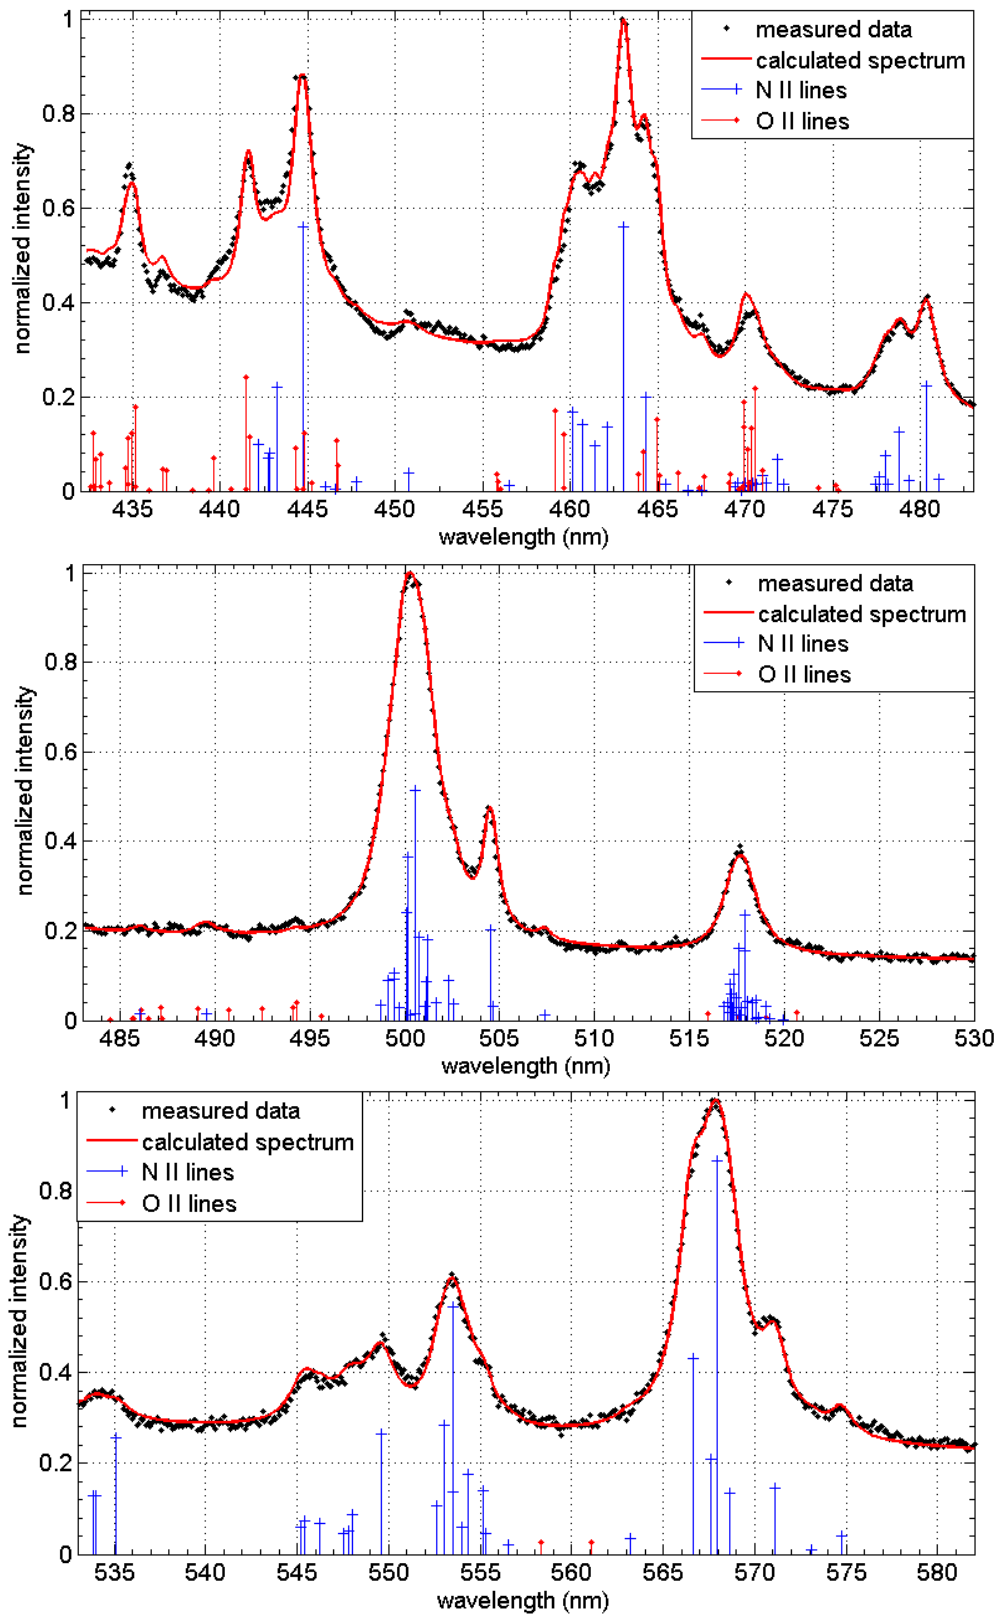 measured data
calculated spectrum
N II lines
O II lines
normalized intensity
1
0.8
0.6
0.4
0.2
0
435 440 445 450 455 460 465 470 475 480
wavelength (nm)
measured data
calculated spectrum
N II lines
O II lines
normalized intensity
1
0.8
0.6
0.4
0.2
0
485 490 495 500 505 510 515 520 525 530
wavelength (nm)
measured data
calculated spectrum
N II lines
O II lines
normalized intensity
1
0.8
0.6
0.4
0.2
0
535 540 545 550 555 560 565 570 575 580
wavelength (nm)